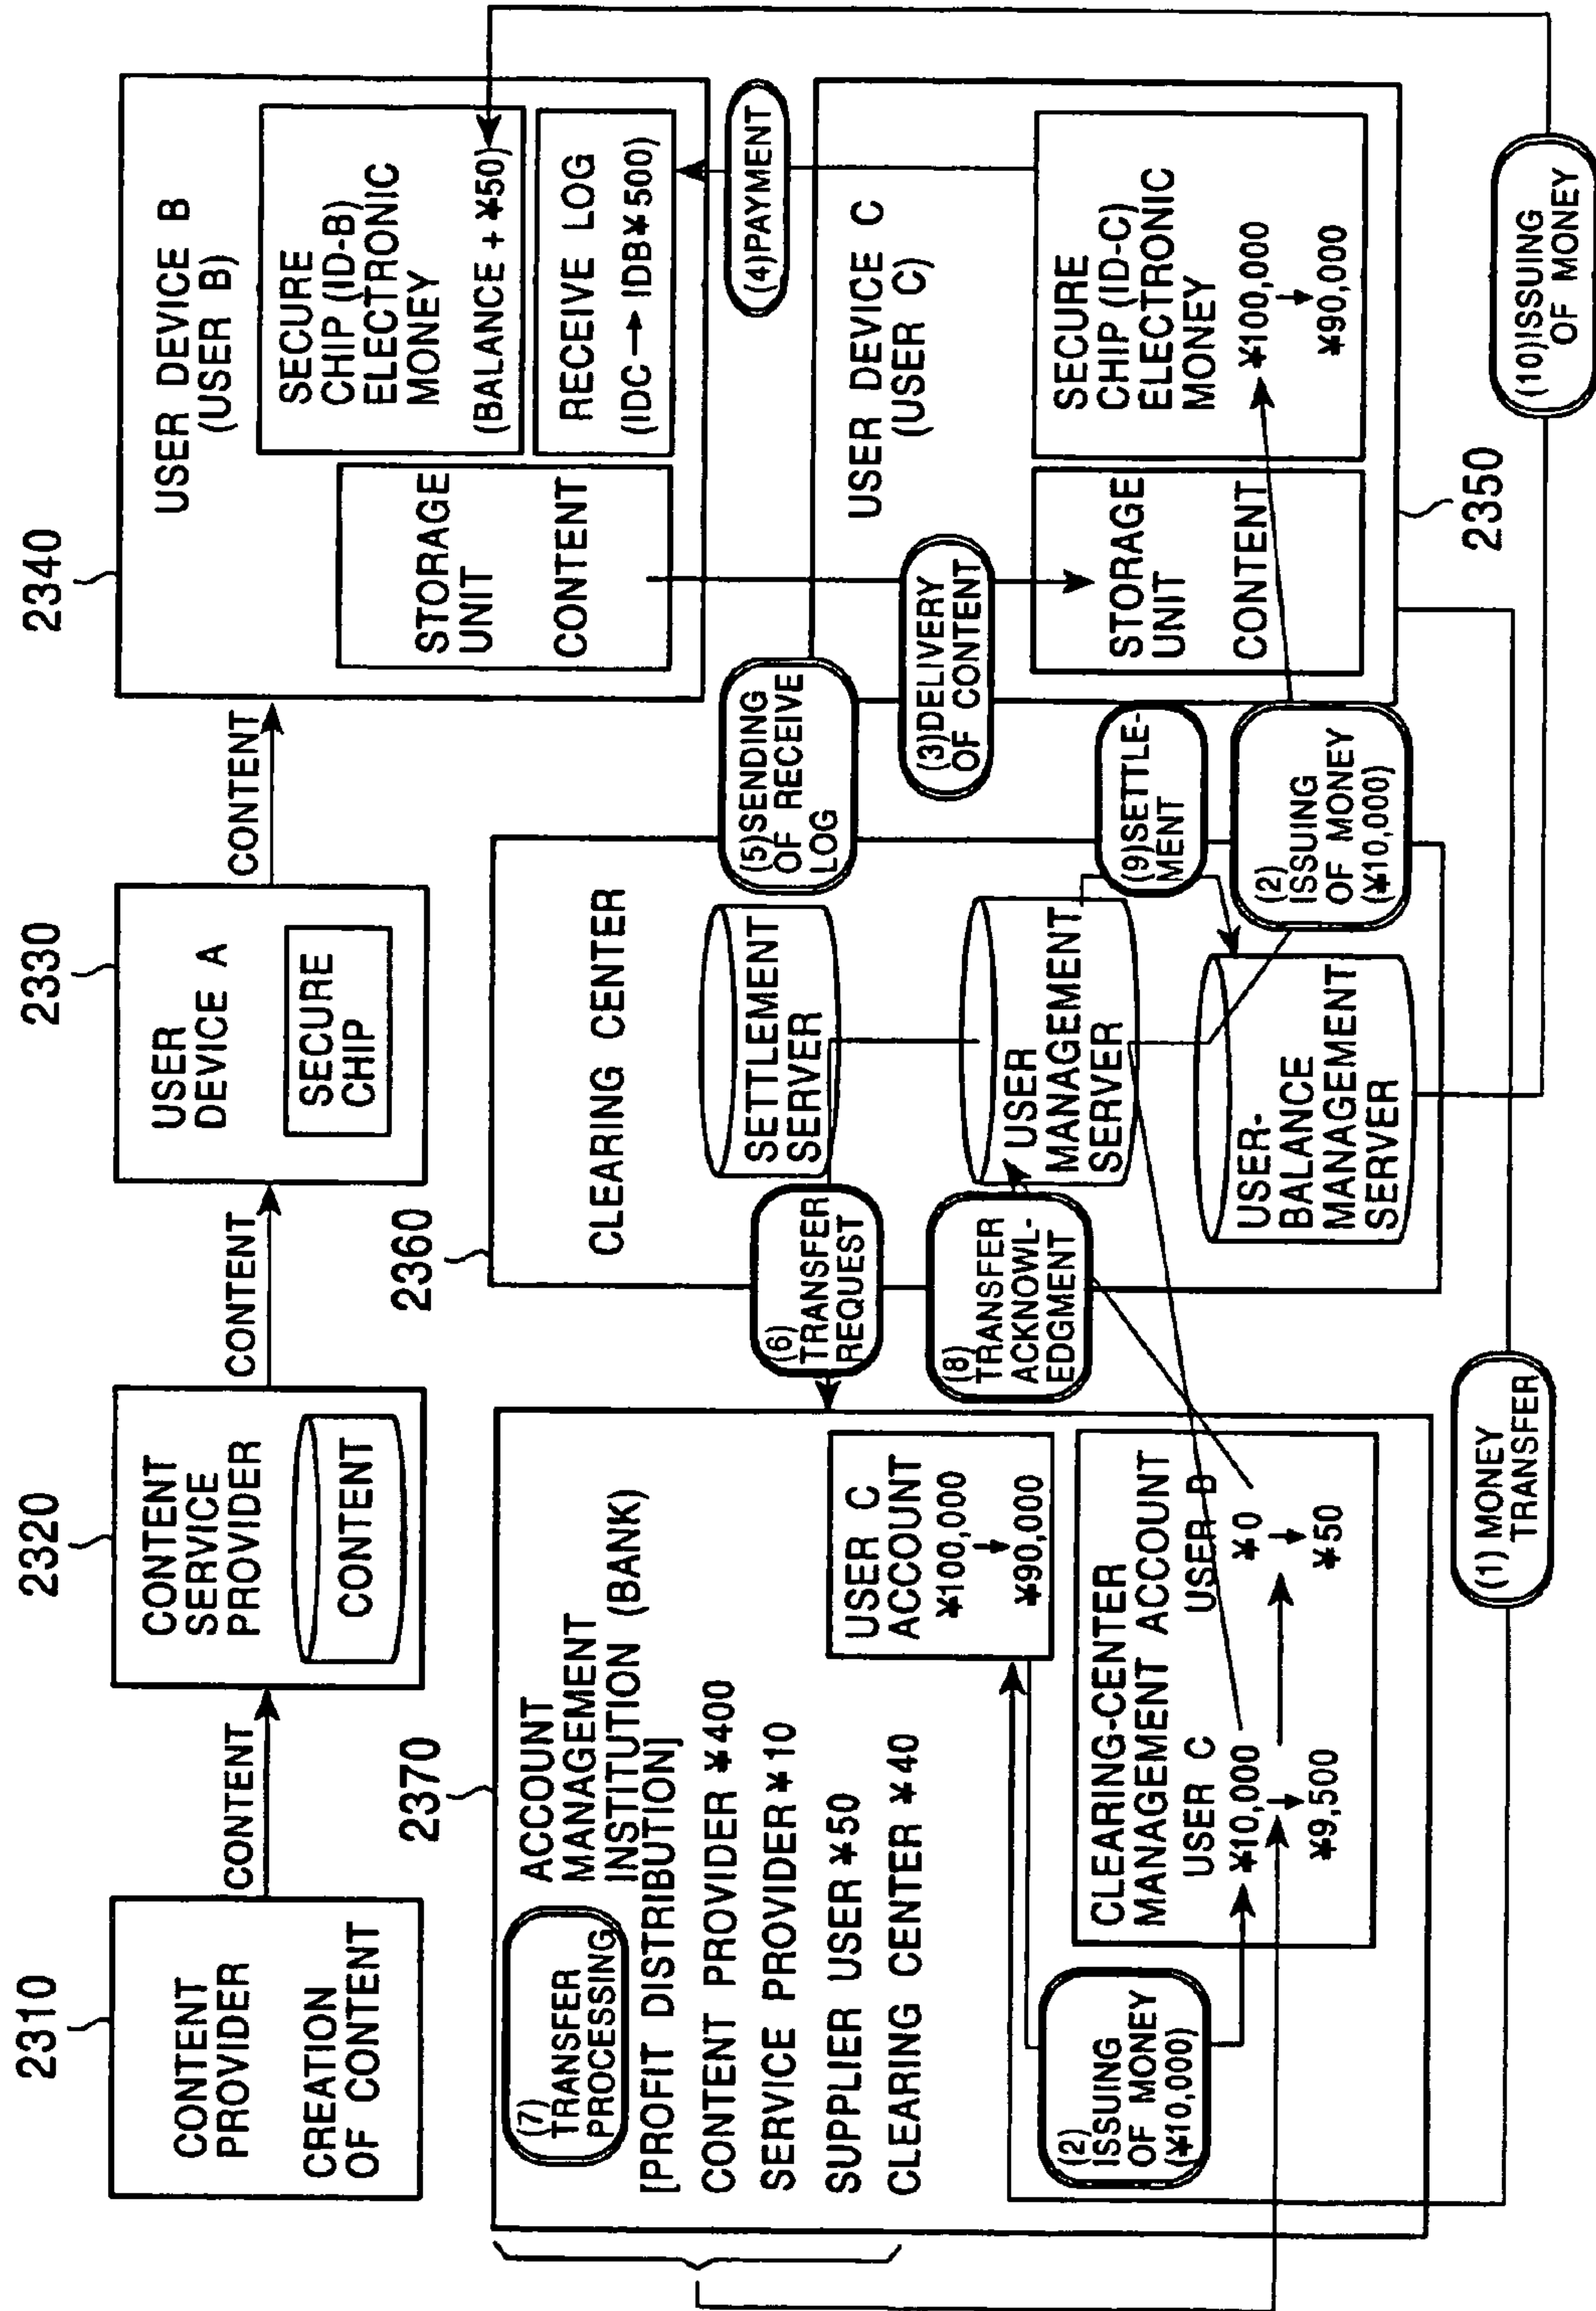 2310
CONTENT
PROVIDER
CREATION
OF CONTENT
CONTENT
2320
CONTENT
SERVICE
PROVIDER
CONTENT
CONTENT
2330
USER
DEVICE A
SECURE
CHIP
CONTENT
2340
USER DEVICE B
(USER B)
STORAGE
UNIT
CONTENT
SECURE
CHIP (ID-B)
ELECTRONIC
MONEY
(BALANCE + ¥50)
RECEIVE LOG
(IDC → IDB¥500)
2370
(7)
TRANSFER
PROCESSING
ACCOUNT
MANAGEMENT
INSTITUTION (BANK)
[PROFIT DISTRIBUTION]
CONTENT PROVIDER ¥400
SERVICE PROVIDER ¥10
SUPPLIER USER ¥50
CLEARING CENTER ¥40
USER C
ACCOUNT
¥100,000
→
¥90,000
(2)
ISSUING
OF MONEY
(¥10,000)
CLEARING-CENTER
MANAGEMENT ACCOUNT
USER C
¥10,000
→
¥9,500
USER B
¥0
→
¥50
2360
CLEARING CENTER
SETTLEMENT
SERVER
(6)
TRANSFER
REQUEST
(8)
TRANSFER
ACKNOWL-
EDGMENT
USER
MANAGEMENT
SERVER
USER-
BALANCE
MANAGEMENT
SERVER
(5)SENDING
OF RECEIVE
LOG
(3)DELIVERY
OF CONTENT
(4)PAYMENT
(9)SETTLE-
MENT
(2)
ISSUING
OF MONEY
(¥10,000)
USER DEVICE C
(USER C)
STORAGE
UNIT
CONTENT
SECURE
CHIP (ID-C)
ELECTRONIC
MONEY
¥100,000
→
¥90,000
2350
(1) MONEY
TRANSFER
(10)ISSUING
OF MONEY